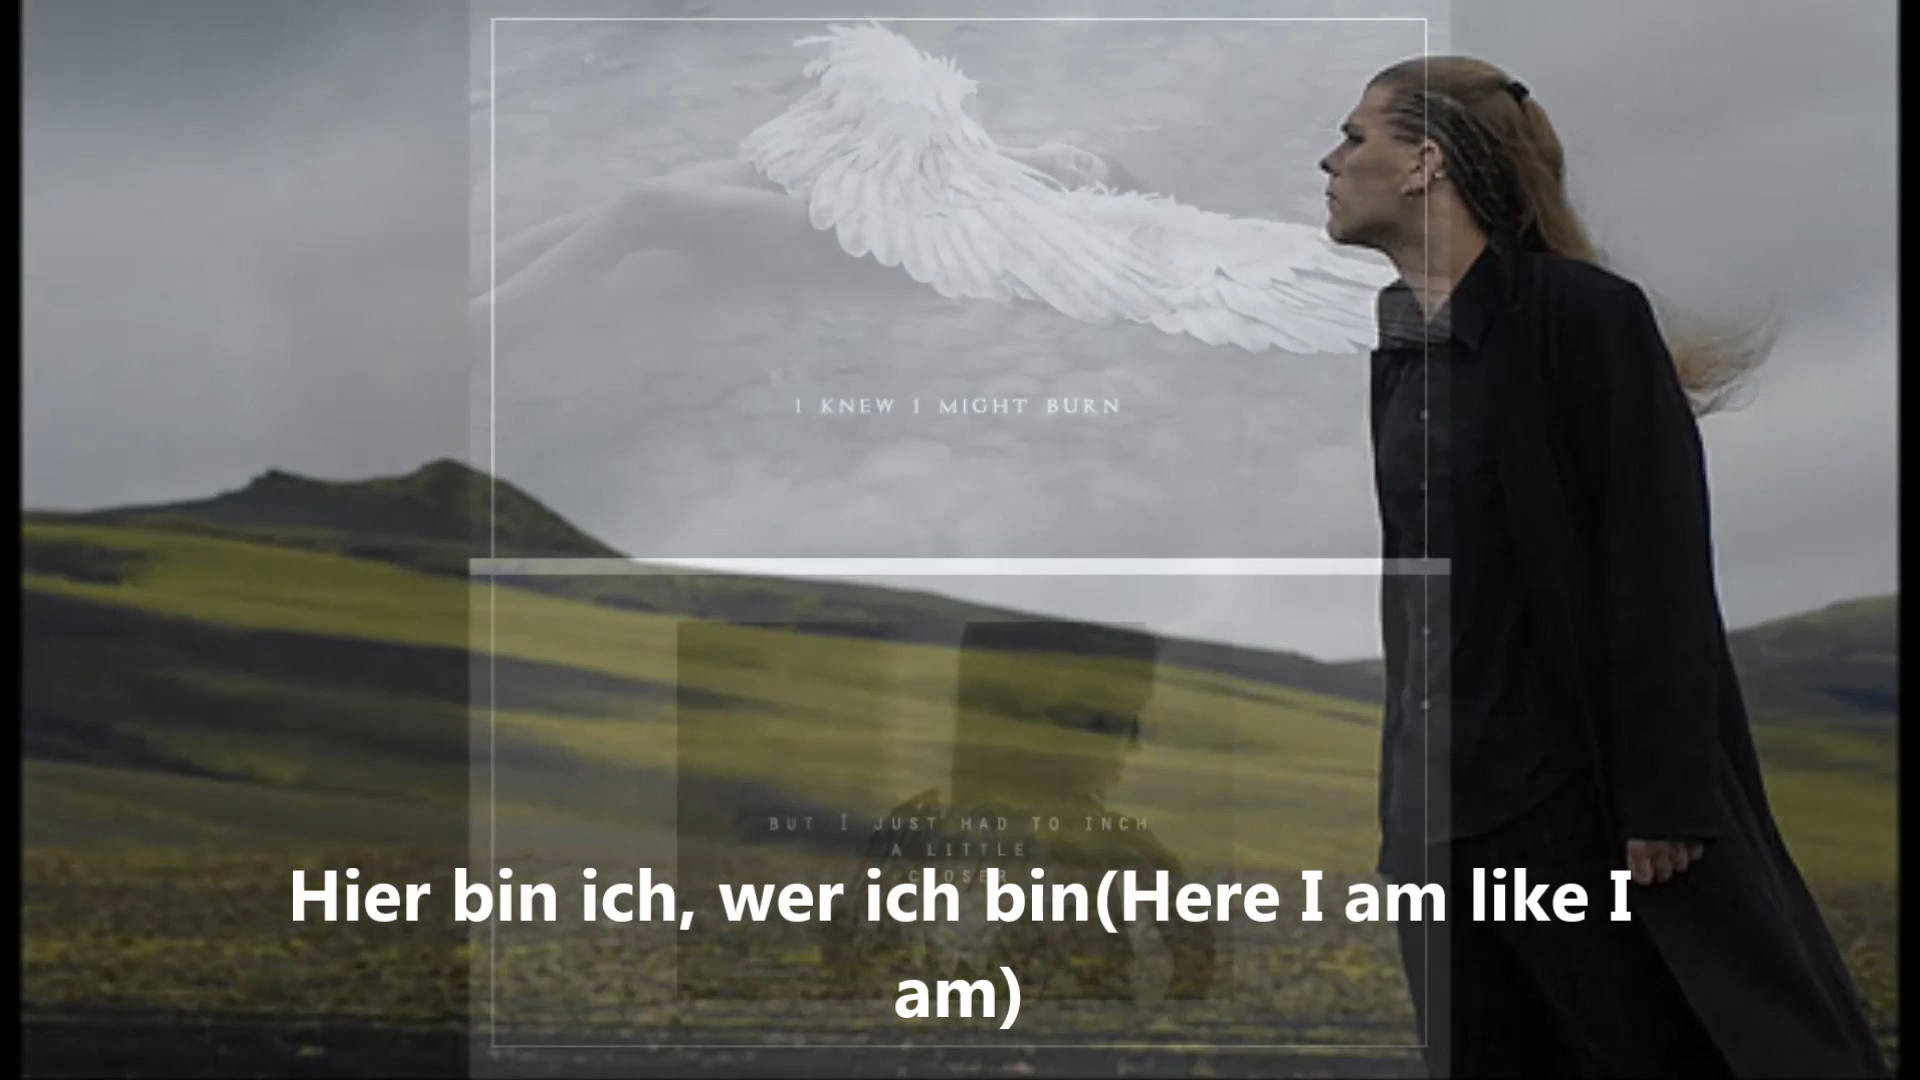 I KNEW I MIGHT BURN
BUT I JUST HAD TO INCH
A LITTLE
CLOSER
Hier bin ich, wer ich bin(Here I am like I
am)